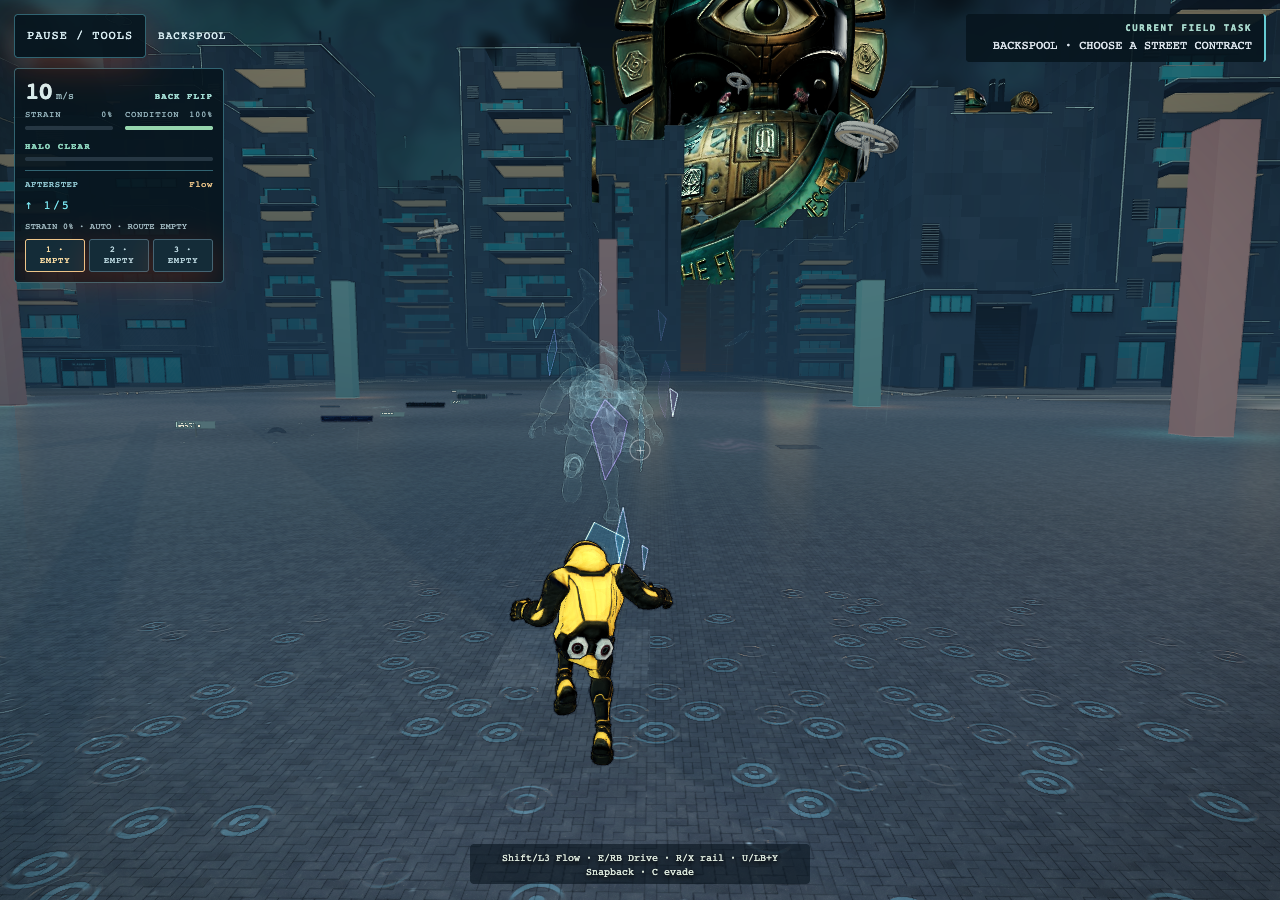 PAUSE / TOOLS
BACKSPOOL
CURRENT FIELD TASK
BACKSPOOL · CHOOSE A STREET CONTRACT
10 m/s
BACK FLIP
STRAIN 0%
CONDITION 100%
HALO CLEAR
AFTERSTEP
Flow
↑ 1/5
STRAIN 0% · AUTO · ROUTE EMPTY
1 · EMPTY
2 · EMPTY
3 · EMPTY
THE
Shift/L3 Flow · E/RB Drive · R/X rail · U/LB+Y
Snapback · C evade